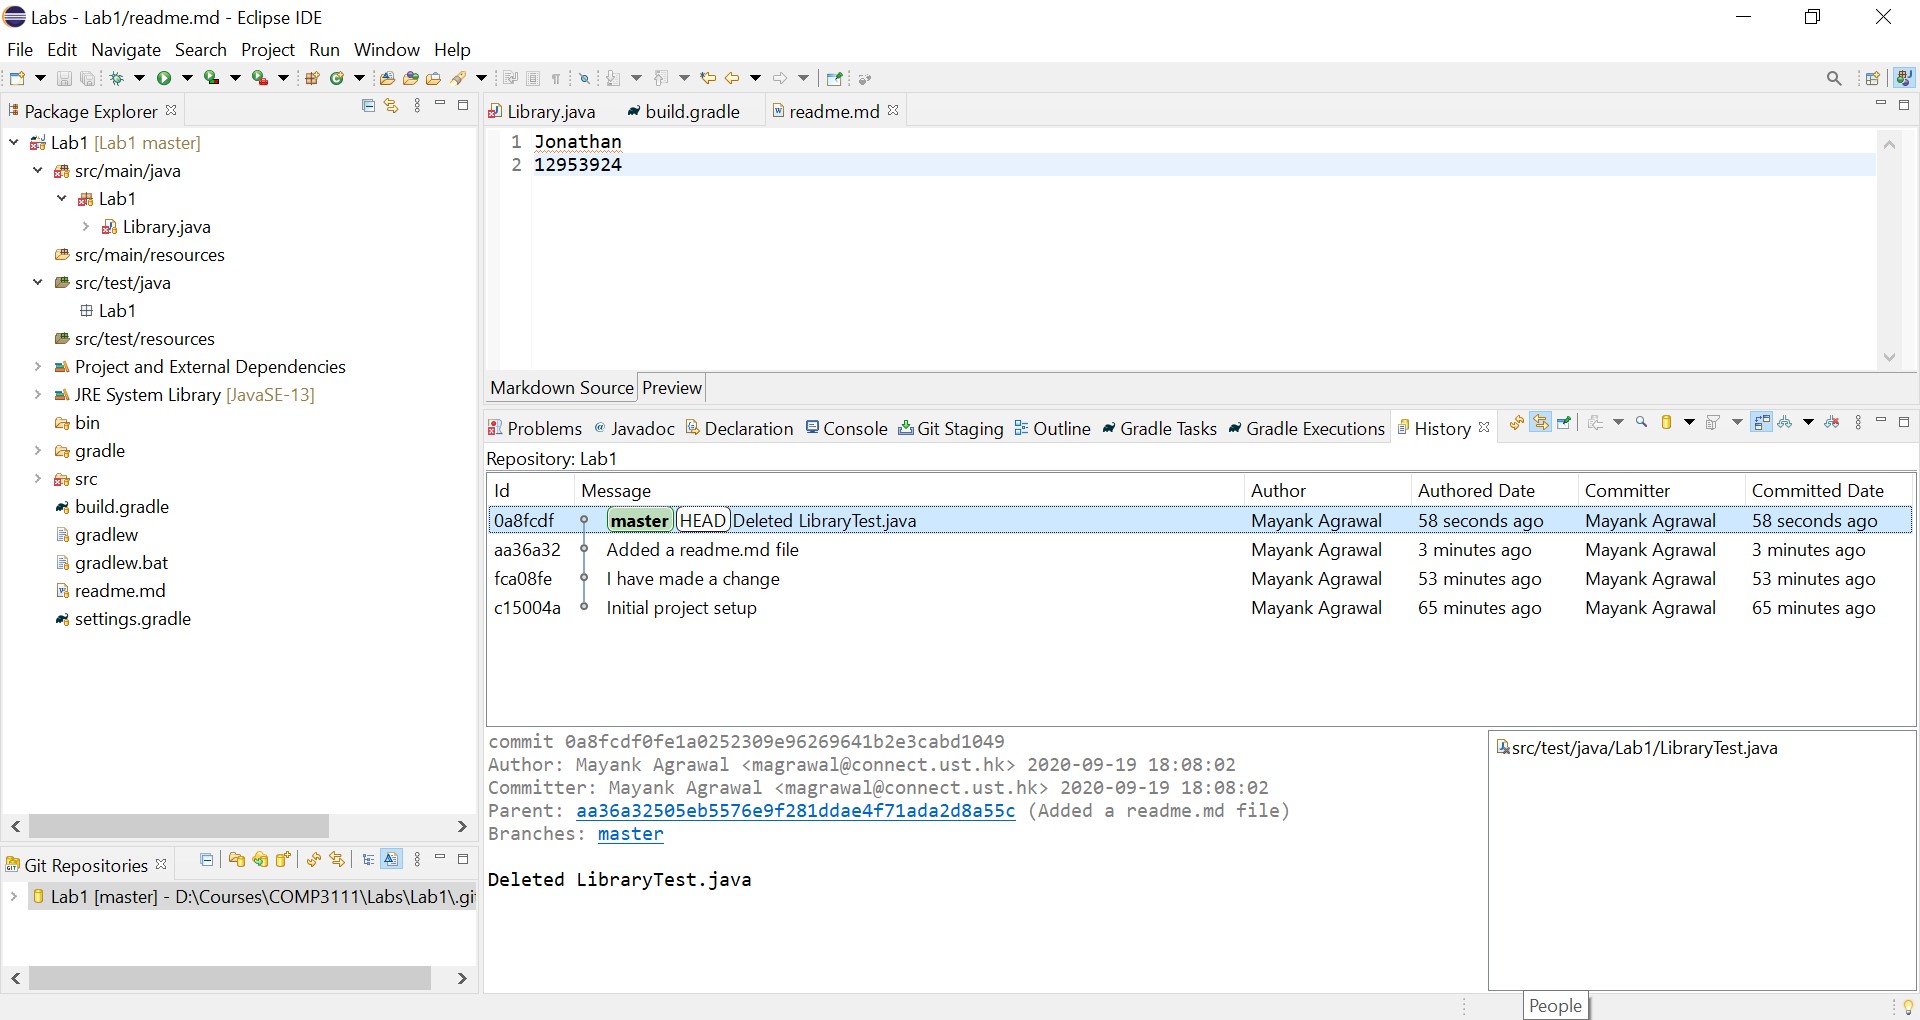 Labs - Lab1/readme.md - Eclipse IDE
File Edit Navigate Search Project Run Window Help
Package Explorer
Lab1 [Lab1 master]
src/main/java
Lab1
Library.java
src/main/resources
src/test/java
Lab1
src/test/resources
Project and External Dependencies
JRE System Library [JavaSE-13]
bin
gradle
src
build.gradle
gradlew
gradlew.bat
readme.md
settings.gradle
Git Repositories
Lab1 [master] - D:\Courses\COMP3111\Labs\Lab1\.gi
Library.java build.gradle readme.md
1 Jonathan
2 12953924
Markdown Source Preview
Problems @ Javadoc Declaration Console Git Staging Outline Gradle Tasks Gradle Executions History
Repository: Lab1
Id Message Author Authored Date Committer Committed Date
0a8fcdf master HEAD Deleted LibraryTest.java Mayank Agrawal 58 seconds ago Mayank Agrawal 58 seconds ago
aa36a32 Added a readme.md file Mayank Agrawal 3 minutes ago Mayank Agrawal 3 minutes ago
fca08fe I have made a change Mayank Agrawal 53 minutes ago Mayank Agrawal 53 minutes ago
c15004a Initial project setup Mayank Agrawal 65 minutes ago Mayank Agrawal 65 minutes ago
commit 0a8fcdf0fe1a0252309e96269641b2e3cabd1049
Author: Mayank Agrawal <magrawal@connect.ust.hk> 2020-09-19 18:08:02
Committer: Mayank Agrawal <magrawal@connect.ust.hk> 2020-09-19 18:08:02
Parent: aa36a32505eb5576e9f281ddae4f71ada2d8a55c (Added a readme.md file)
Branches: master
Deleted LibraryTest.java
src/test/java/Lab1/LibraryTest.java
People